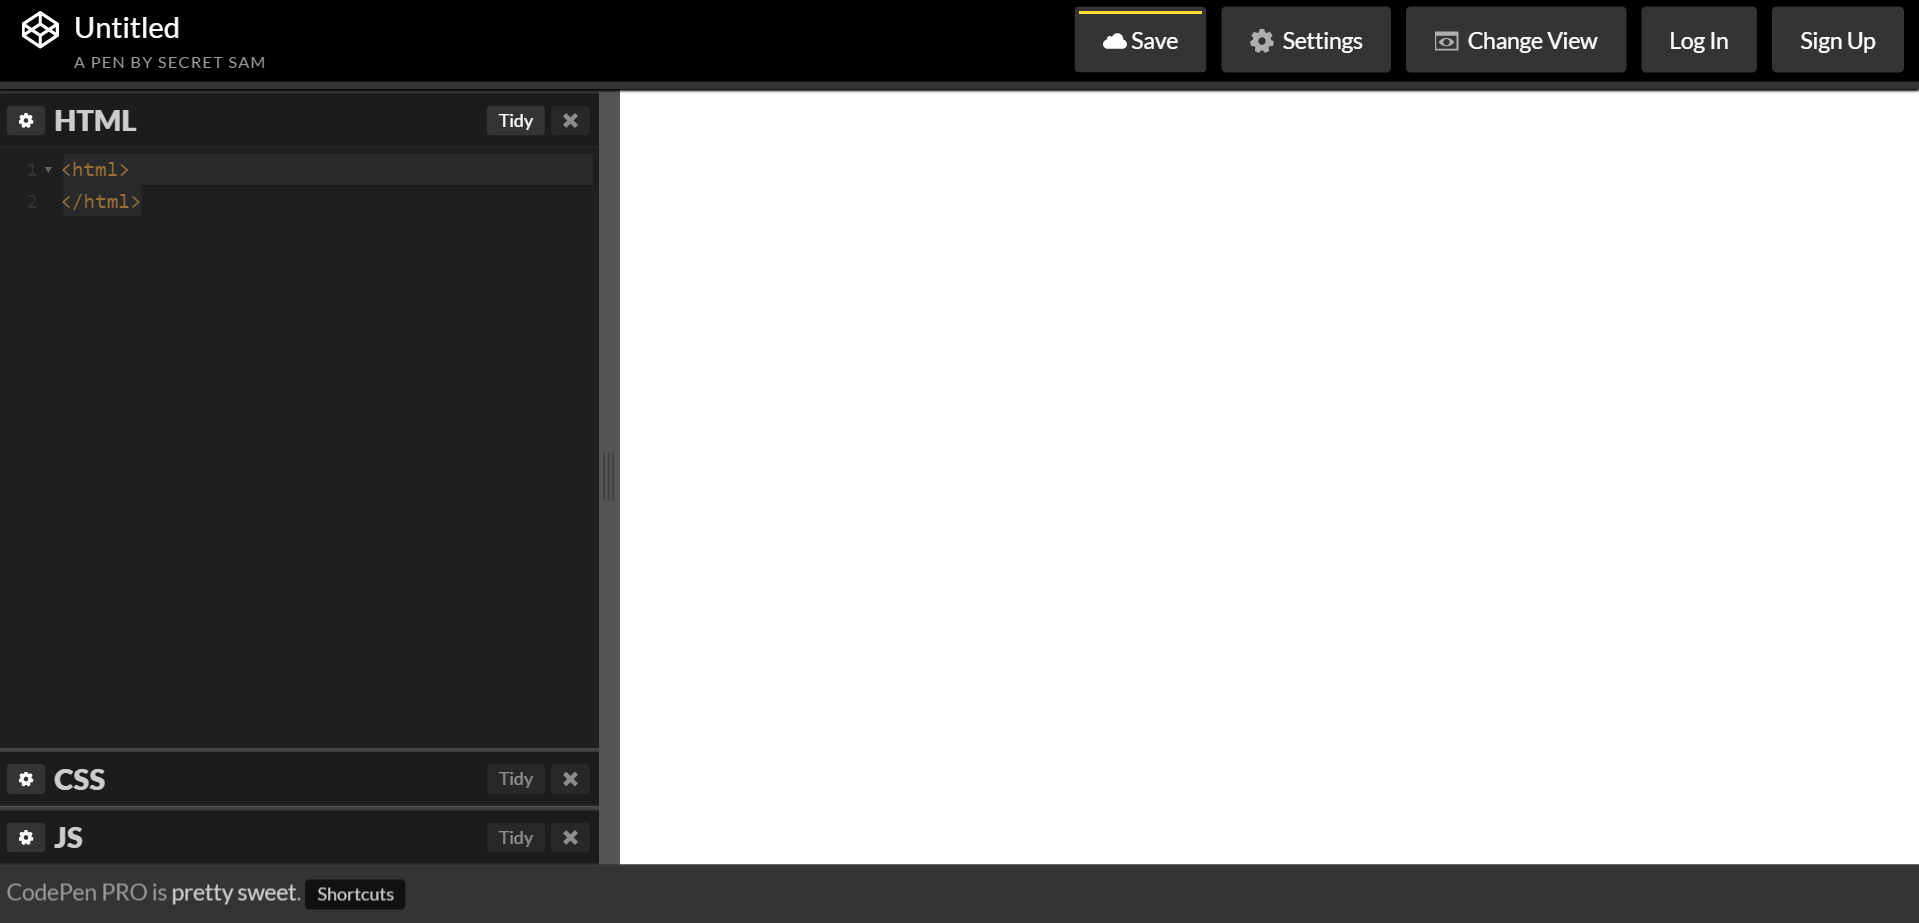 Untitled
A PEN BY SECRET SAM
Save
Settings
Change View
Log In
Sign Up
HTML
Tidy
1 <html>
2 </html>
CSS
Tidy
JS
Tidy
CodePen PRO is pretty sweet. Shortcuts